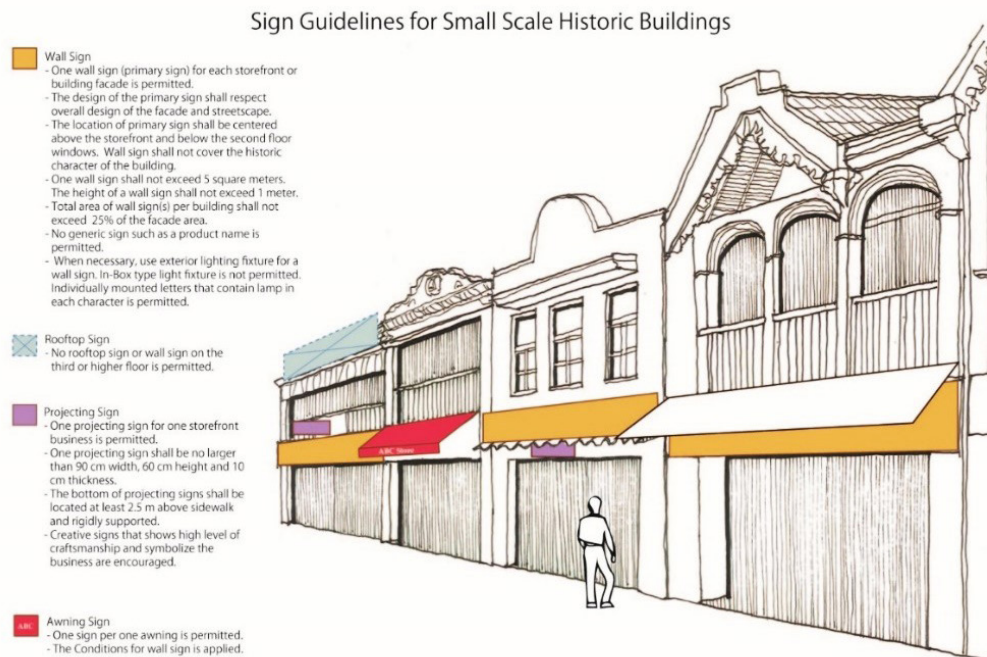 Sign Guidelines for Small Scale Historic Buildings
Wall Sign
- One wall sign (primary sign) for each storefront or
building facade is permitted.
- The design of the primary sign shall respect
overall design of the facade and streetscape.
- The location of primary sign shall be centered
above the storefront and below the second floor
windows. Wall sign shall not cover the historic
character of the building.
- One wall sign shall not exceed 5 square meters.
The height of a wall sign shall not exceed 1 meter.
- Total area of wall sign(s) per building shall not
exceed 25% of the facade area.
- No generic sign such as a product name is
permitted.
- When necessary, use exterior lighting fixture for a
wall sign. In-Box type light fixture is not permitted.
Individually mounted letters that contain lamp in
each character is permitted.
Rooftop Sign
- No rooftop sign or wall sign on the
third or higher floor is permitted.
Projecting Sign
- One projecting sign for one storefront
business is permitted.
- One projecting sign shall be no larger
than 90 cm width, 60 cm height and 10
cm thickness.
- The bottom of projecting signs shall be
located at least 2.5 m above sidewalk
and rigidly supported.
- Creative signs that shows high level of
craftsmanship and symbolize the
business are encouraged.
ABC Store
ABC
Awning Sign
- One sign per one awning is permitted.
- The Conditions for wall sign is applied.